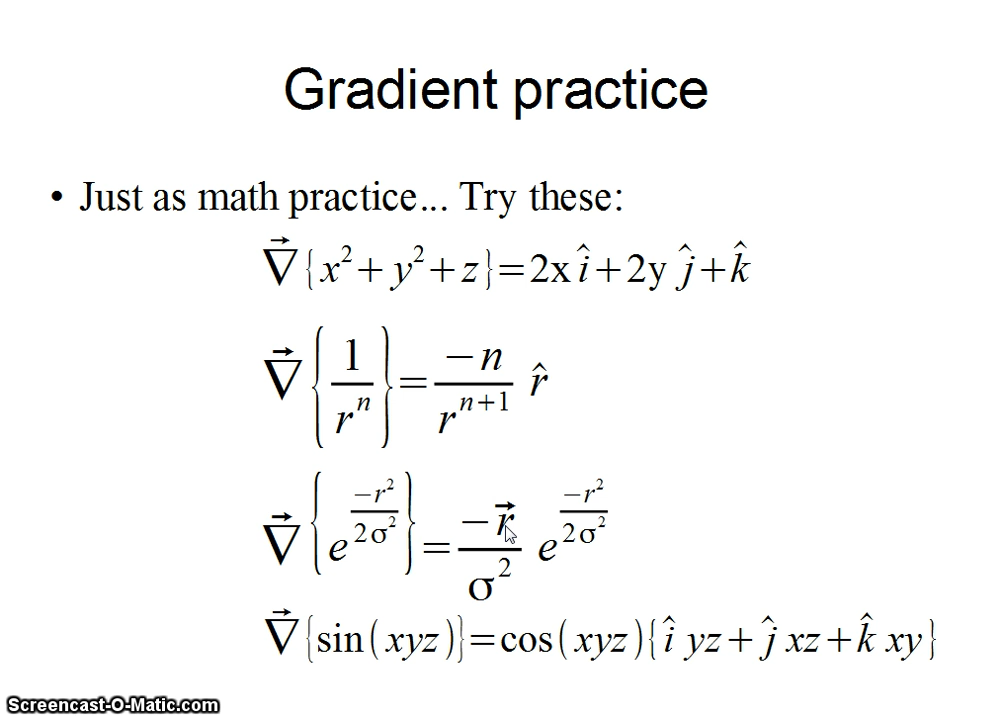 Gradient practice
• Just as math practice... Try these:
∇⃗ {x² + y² + z} = 2x î + 2y ĵ + k̂
∇⃗ {1/rⁿ} = −n/rⁿ⁺¹ r̂
∇⃗ {e^(−r²/2σ²)} = −r⃗/σ² e^(−r²/2σ²)
∇⃗ {sin(xyz)} = cos(xyz){î yz + ĵ xz + k̂ xy}
Screencast-O-Matic.com